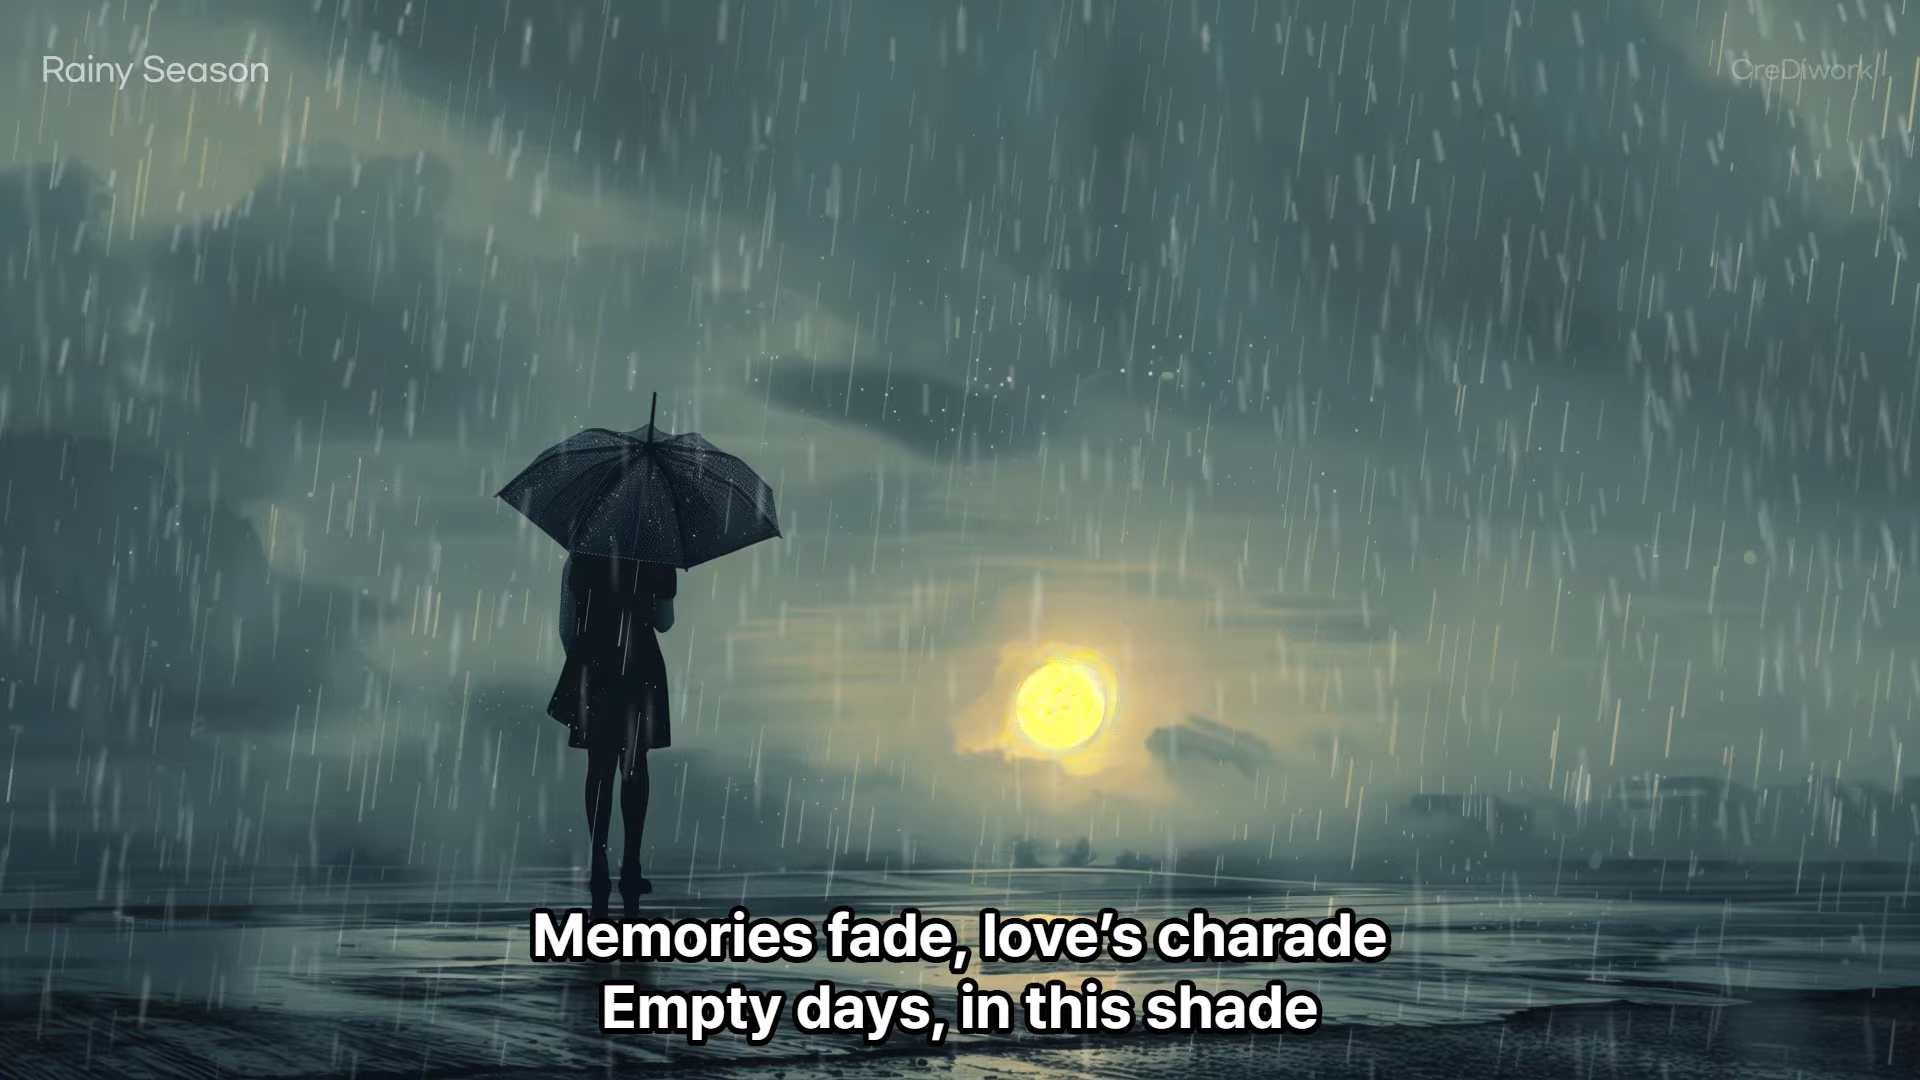 Rainy Season
CreDiwork
Memories fade, love's charade
Empty days, in this shade